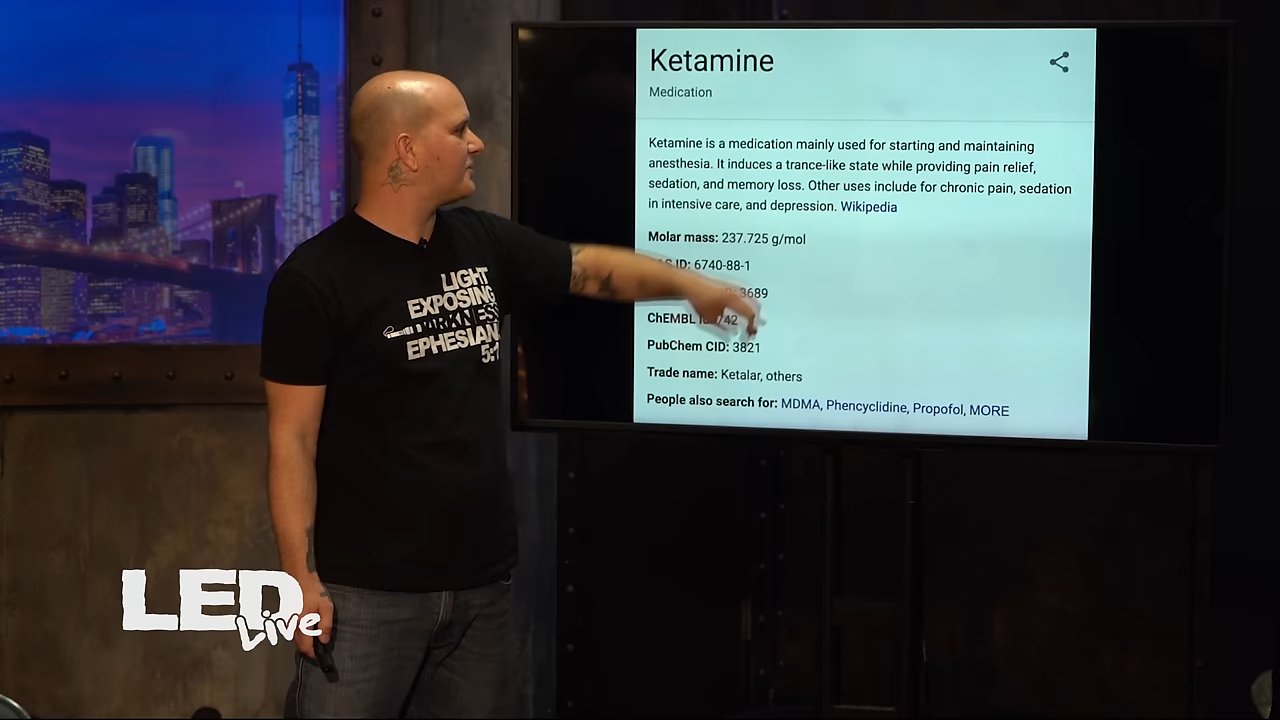 Ketamine
Medication
Ketamine is a medication mainly used for starting and maintaining
anesthesia. It induces a trance-like state while providing pain relief,
sedation, and memory loss. Other uses include for chronic pain, sedation
in intensive care, and depression. Wikipedia
Molar mass: 237.725 g/mol
ID: 6740-88-1
3689
ChEMBL 742
PubChem CID: 3821
Trade name: Ketalar, others
People also search for: MDMA, Phencyclidine, Propofol, MORE
LIGHT
EXPOSING
DARKNESS
EPHESIANS
LED
Live